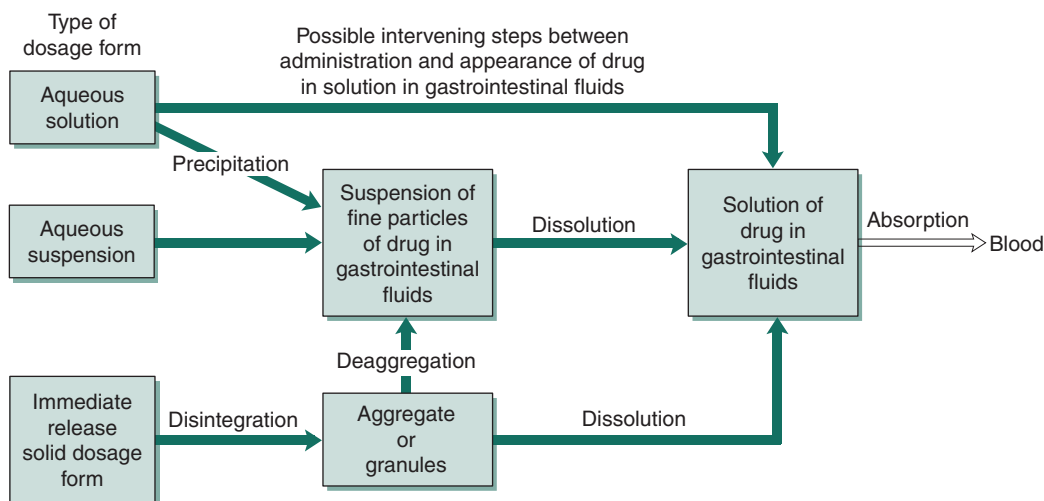 Type of
dosage form
Possible intervening steps between
administration and appearance of drug
in solution in gastrointestinal fluids
Aqueous
solution
Precipitation
Aqueous
suspension
Suspension of
fine particles
of drug in
gastrointestinal
fluids
Dissolution
Solution of
drug in
gastrointestinal
fluids
Absorption
Blood
Deaggregation
Immediate
release
solid dosage
form
Disintegration
Aggregate
or
granules
Dissolution